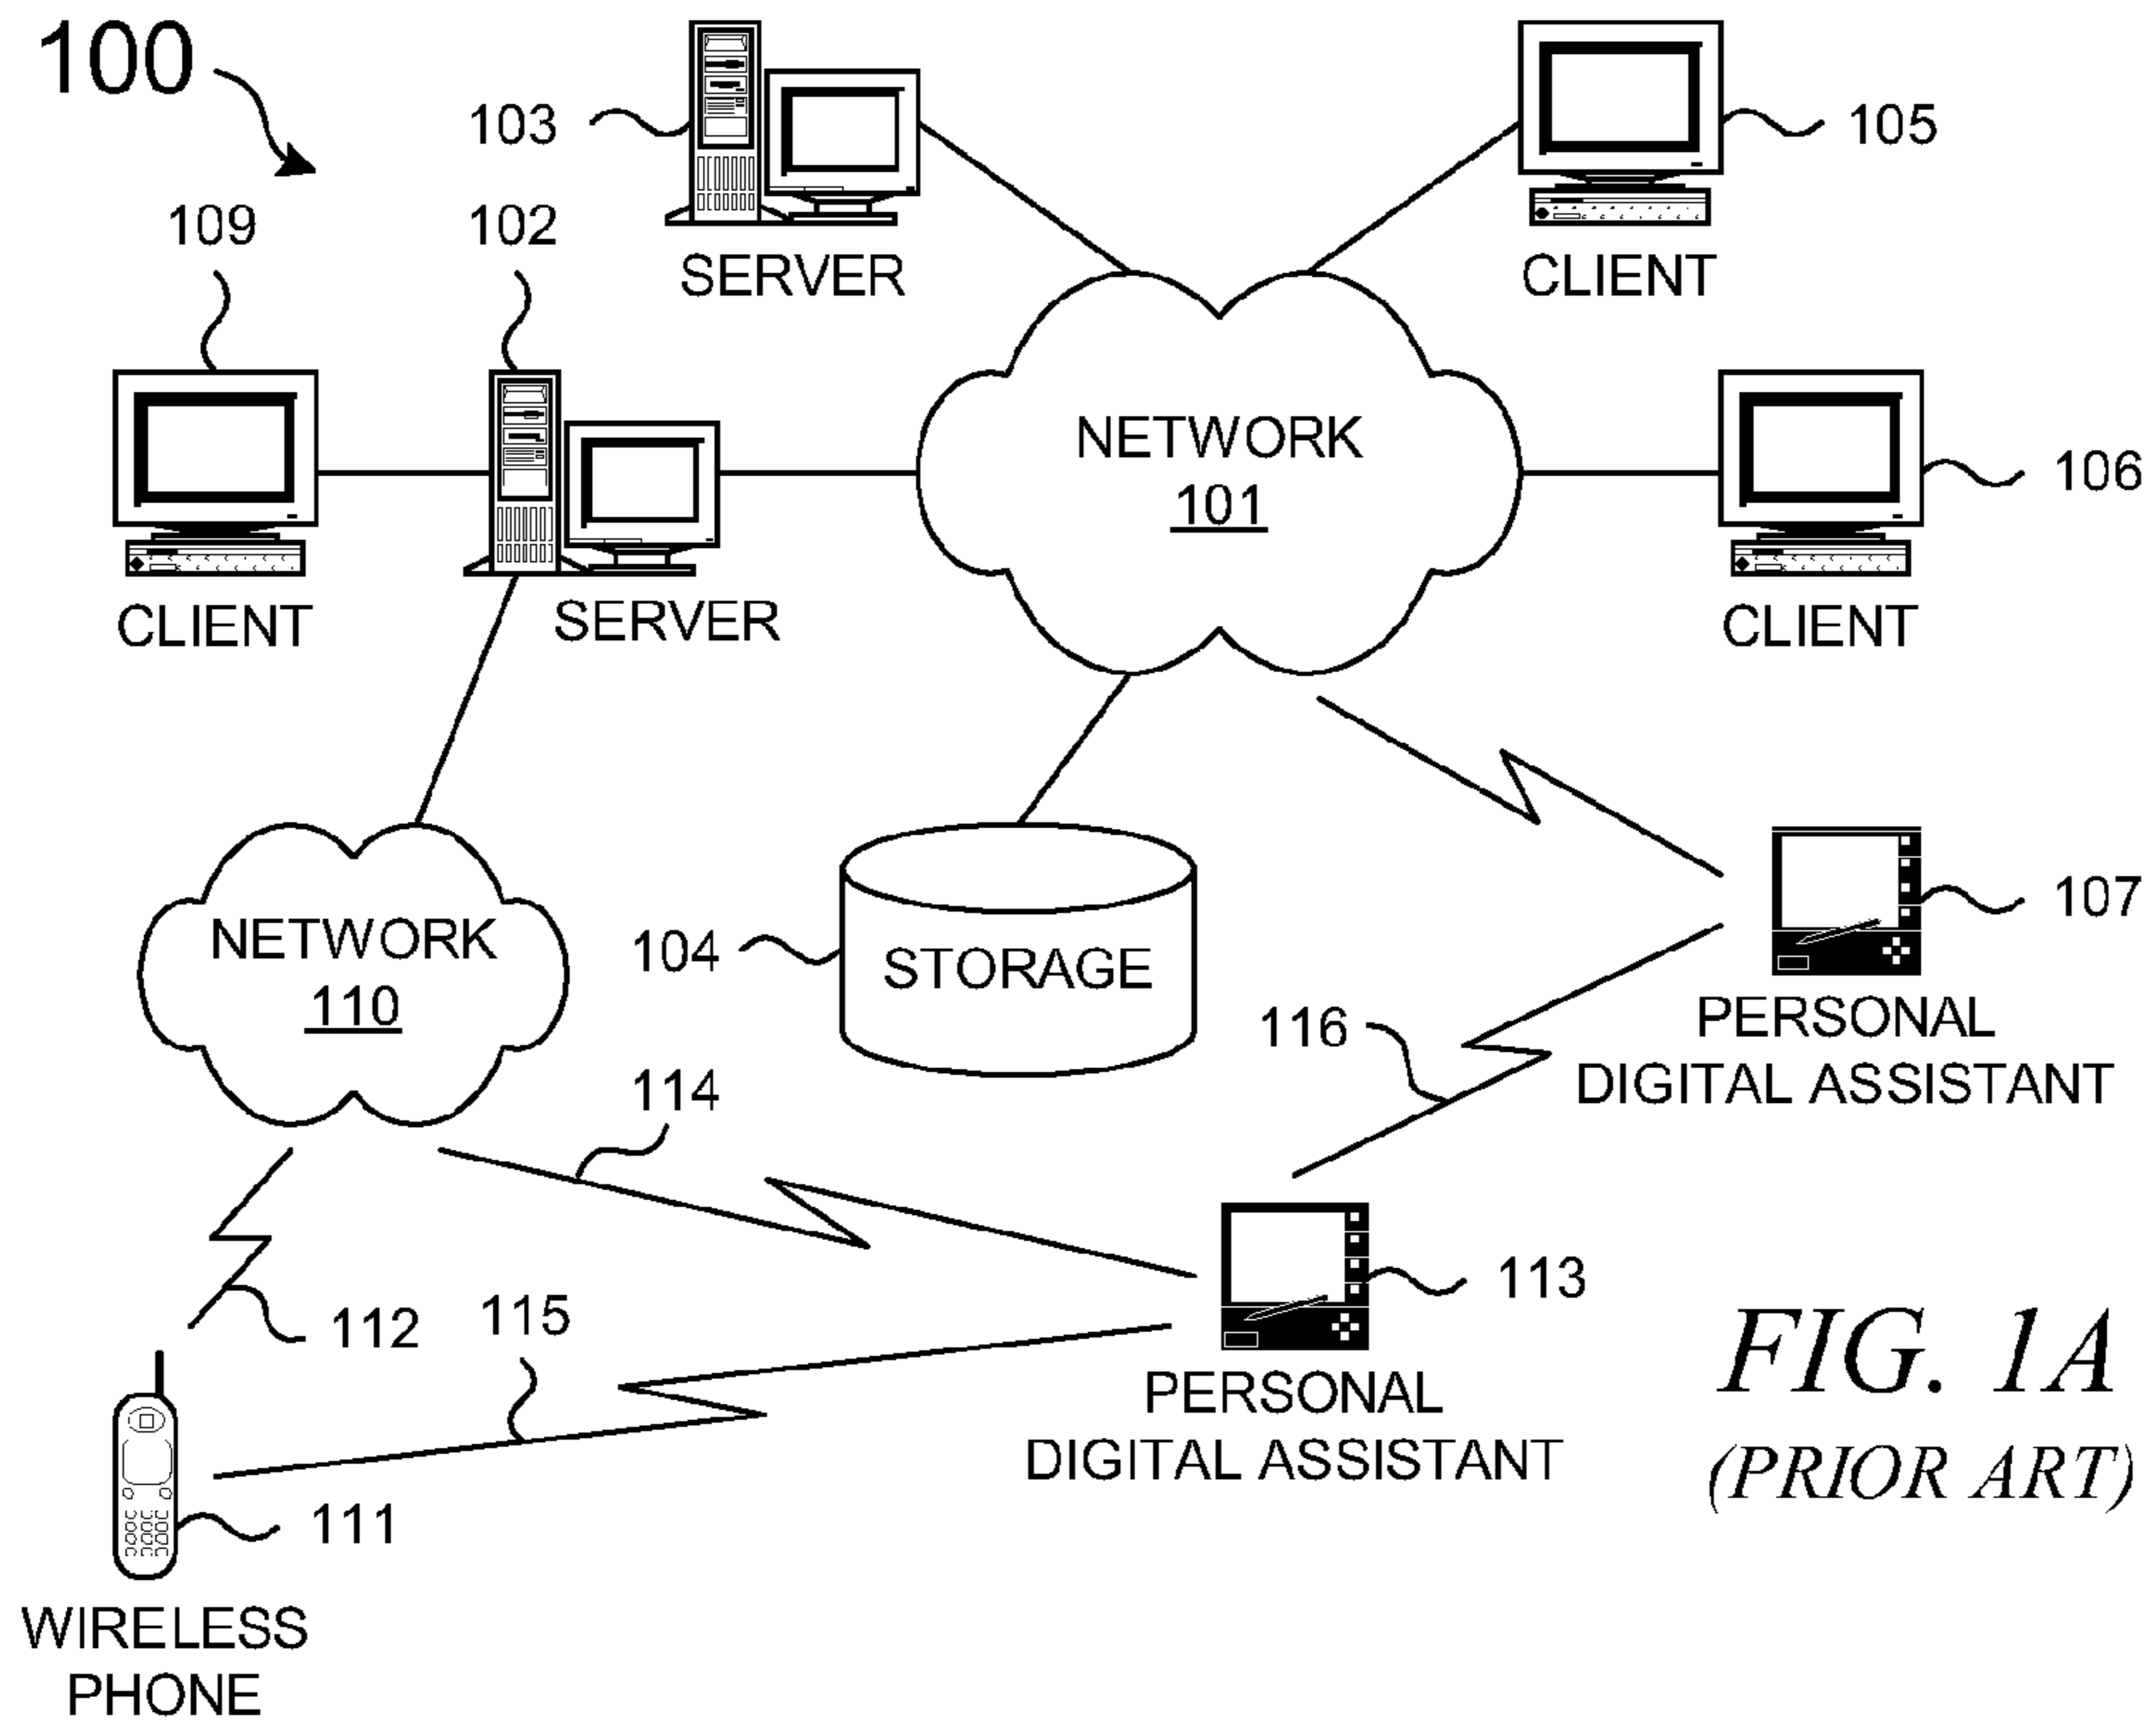 100
103
105
109
102
SERVER
CLIENT
NETWORK
101
106
CLIENT
SERVER
CLIENT
NETWORK
110
104
STORAGE
107
116
PERSONAL
DIGITAL ASSISTANT
114
113
112
115
PERSONAL
DIGITAL ASSISTANT
111
WIRELESS
PHONE
FIG. 1A
(PRIOR ART)